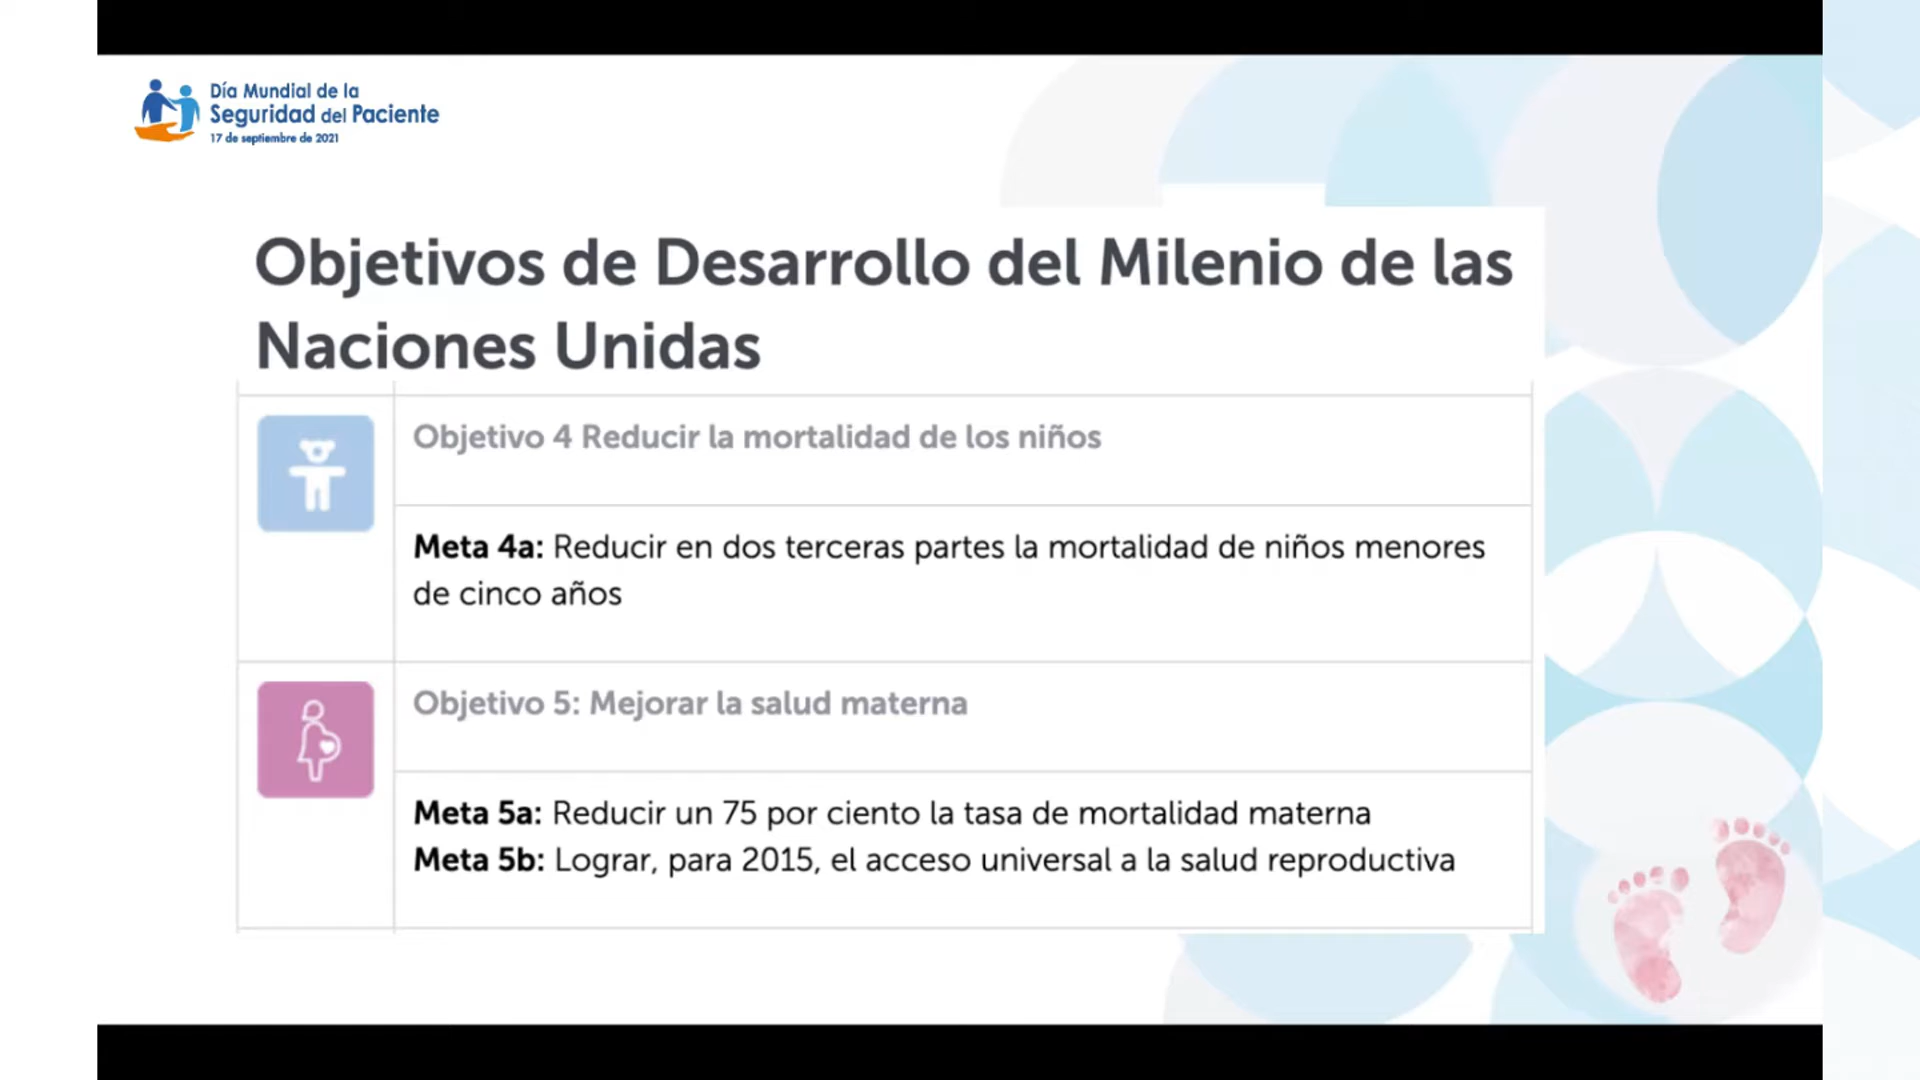 Día Mundial de la
Seguridad del Paciente
17 de septiembre de 2021
Objetivos de Desarrollo del Milenio de las
Naciones Unidas
Objetivo 4 Reducir la mortalidad de los niños
Meta 4a: Reducir en dos terceras partes la mortalidad de niños menores
de cinco años
Objetivo 5: Mejorar la salud materna
Meta 5a: Reducir un 75 por ciento la tasa de mortalidad materna
Meta 5b: Lograr, para 2015, el acceso universal a la salud reproductiva